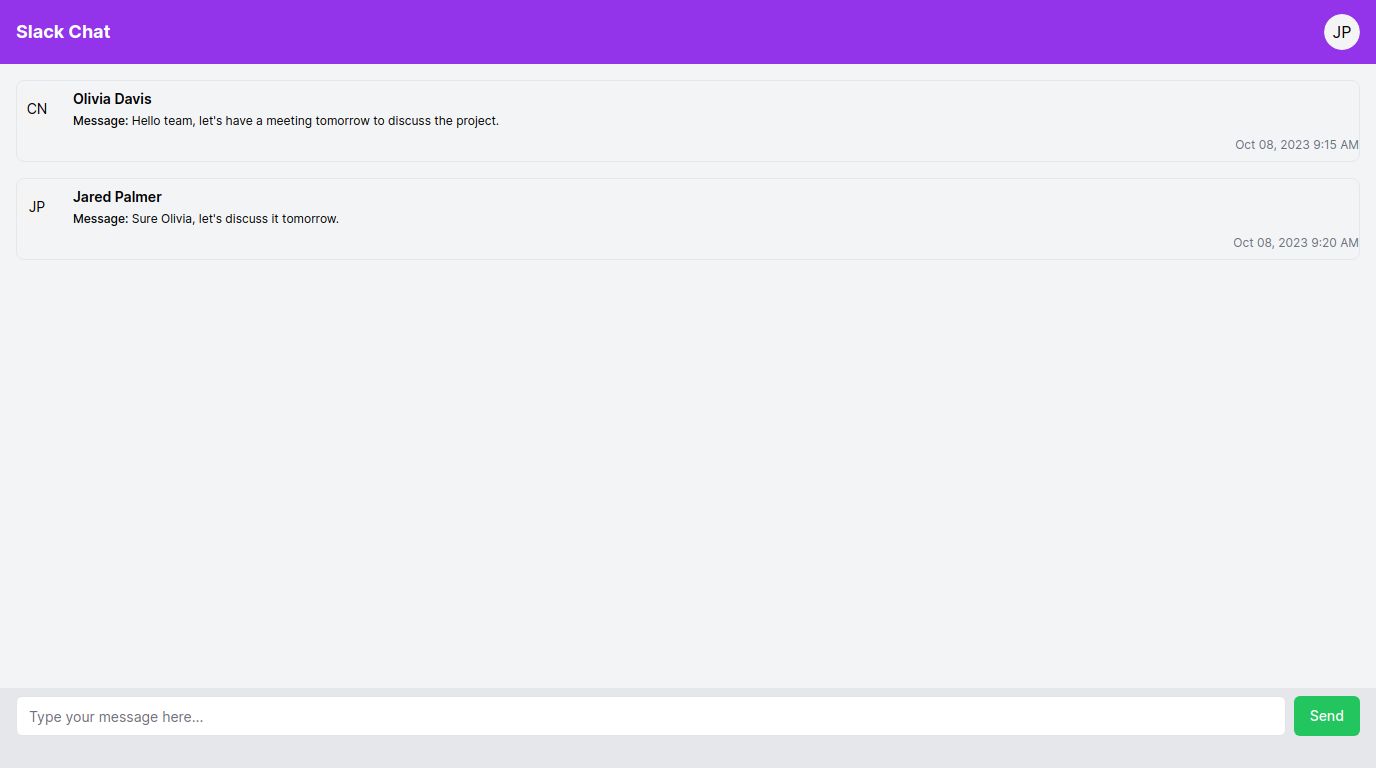 Slack Chat
JP
CN
Olivia Davis
Message: Hello team, let's have a meeting tomorrow to discuss the project.
Oct 08, 2023 9:15 AM
JP
Jared Palmer
Message: Sure Olivia, let's discuss it tomorrow.
Oct 08, 2023 9:20 AM
Type your message here...
Send